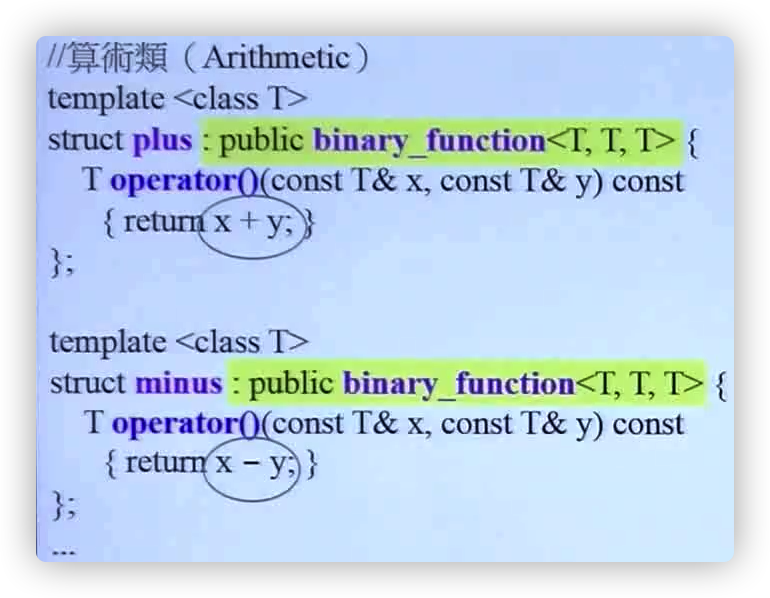 //算術類（Arithmetic）
template <class T>
struct plus : public binary_function<T, T, T> {
T operator()(const T& x, const T& y) const
{ return x + y; }
};
template <class T>
struct minus : public binary_function<T, T, T> {
T operator()(const T& x, const T& y) const
{ return x − y; }
};
...